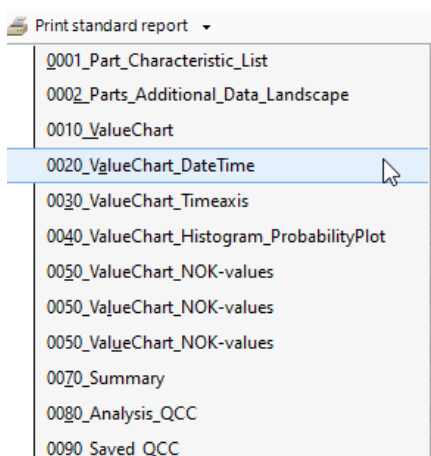 Print standard report
0001_Part_Characteristic_List
0002_Parts_Additional_Data_Landscape
0010_ValueChart
0020_ValueChart_DateTime
0030_ValueChart_Timeaxis
0040_ValueChart_Histogram_ProbabilityPlot
0050_ValueChart_NOK-values
0050_ValueChart_NOK-values
0050_ValueChart_NOK-values
0070_Summary
0080_Analysis_QCC
0090_Saved_QCC